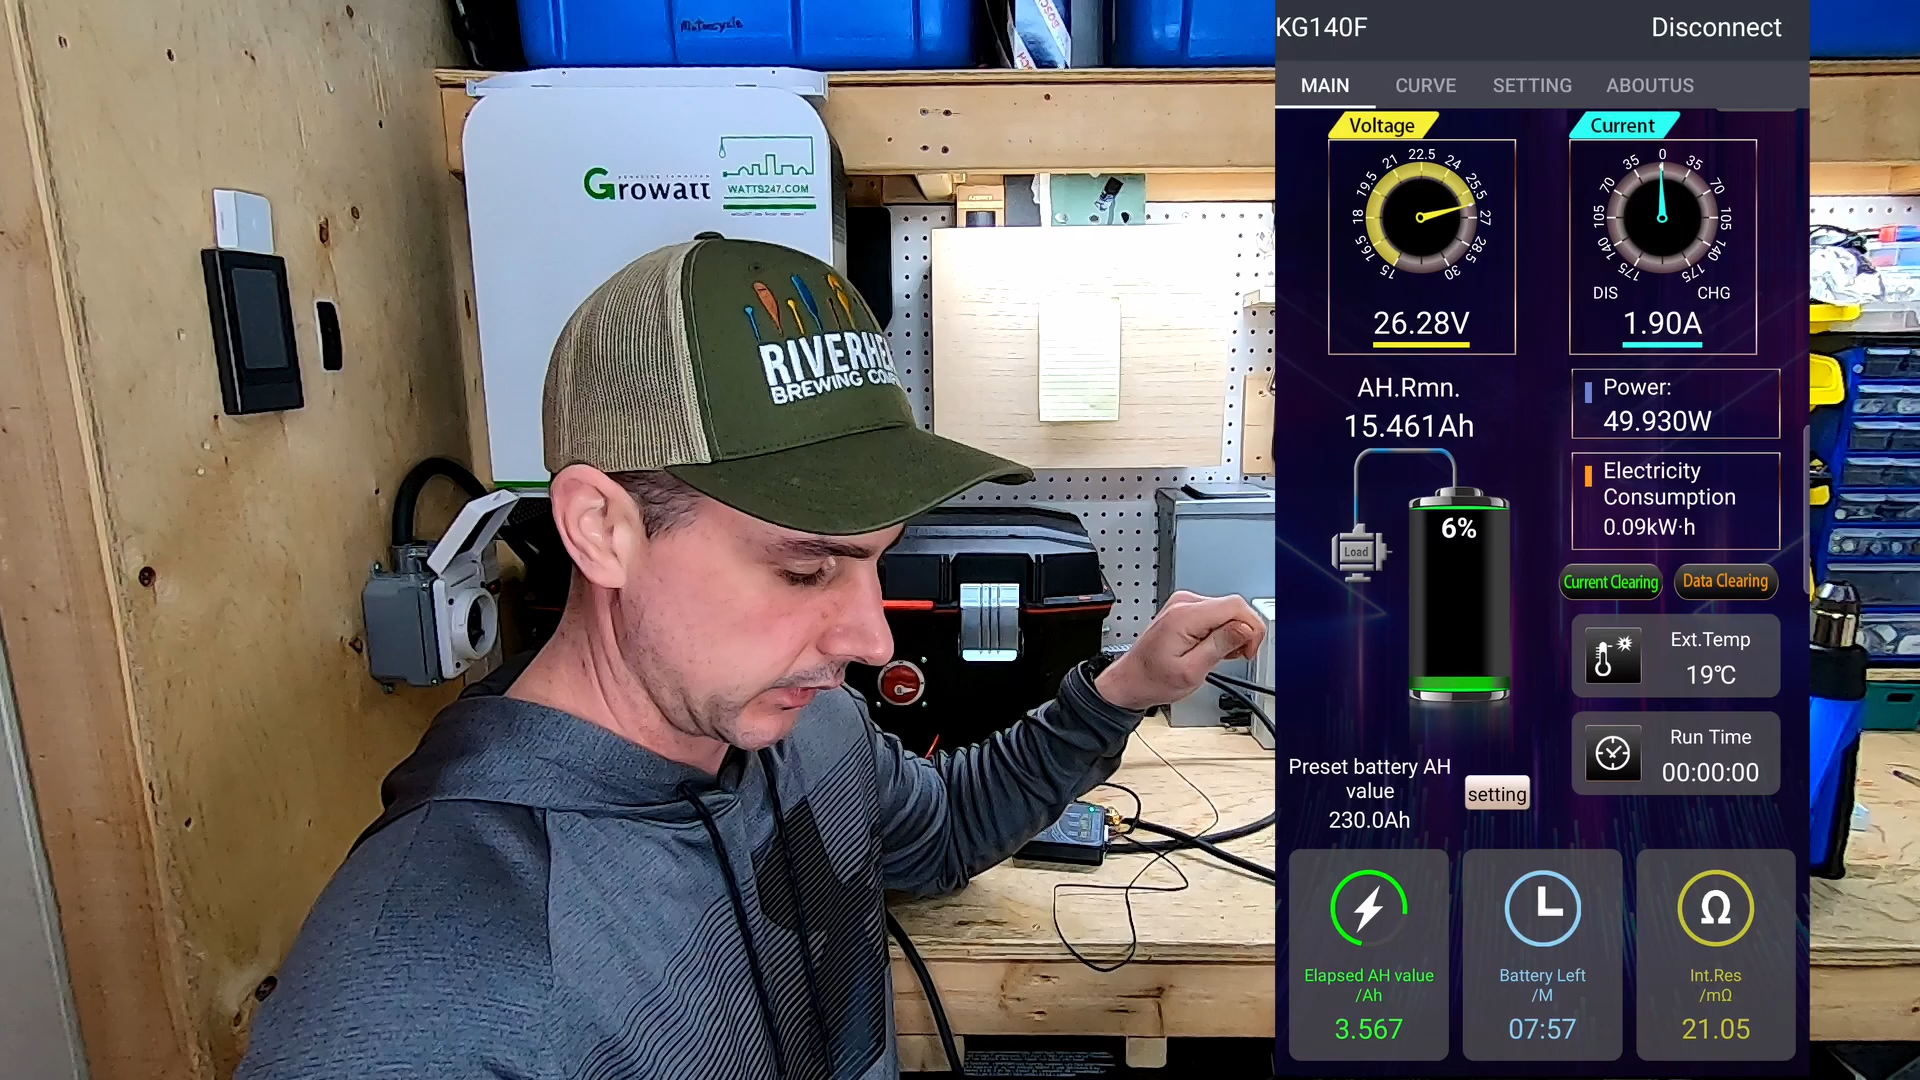 Motorcycle
BOSCH
Growatt
WATTS247.COM
RIVERHE
BREWING COM
KG140F
Disconnect
MAIN
CURVE
SETTING
ABOUTUS
Voltage
15
16.5
18
19.5
21
22.5
24
25.5
27
28.5
30
26.28V
Current
175
140
105
70
35
0
35
70
105
140
175
DIS
CHG
1.90A
AH.Rmn.
15.461Ah
Power:
49.930W
Electricity
Consumption
0.09kW·h
6%
Load
Current Clearing
Data Clearing
Ext.Temp
19℃
Run Time
00:00:00
Preset battery AH
value
230.0Ah
setting
Elapsed AH value
/Ah
3.567
Battery Left
/M
07:57
Int.Res
/mΩ
21.05